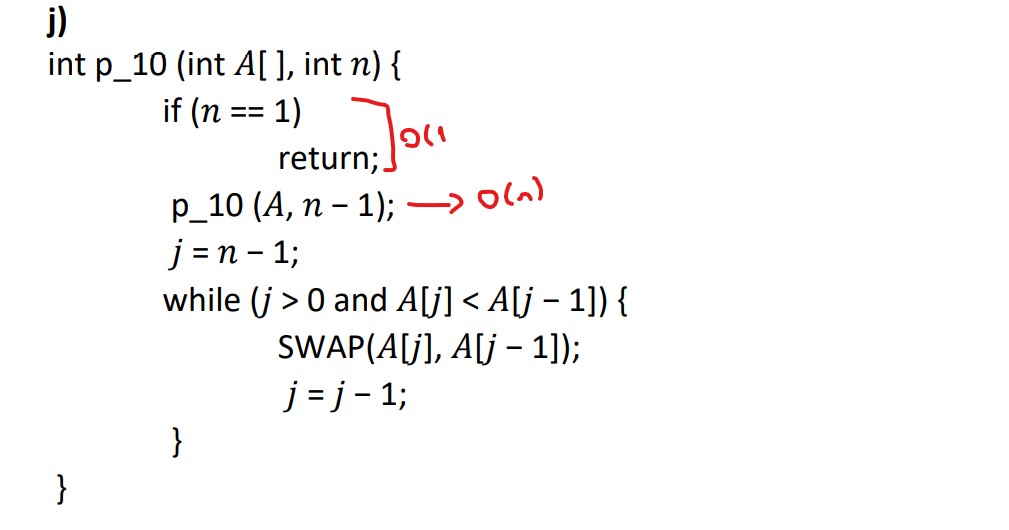 j)
int p_10 (int A[ ], int n) {
if (n == 1)
O(1
return;
p_10 (A, n – 1); → O(n)
j = n – 1;
while (j > 0 and A[j] < A[j – 1]) {
SWAP(A[j], A[j – 1]);
j = j – 1;
}
}